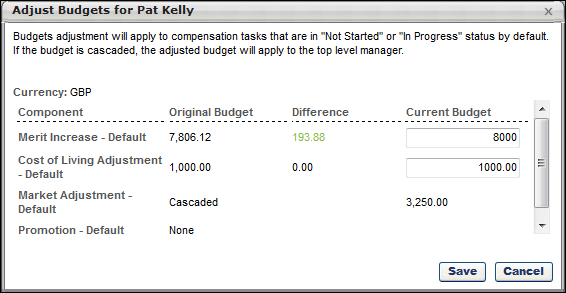 Adjust Budgets for Pat Kelly
Budgets adjustment will apply to compensation tasks that are in "Not Started" or "In Progress" status by default.
If the budget is cascaded, the adjusted budget will apply to the top level manager.
Currency: GBP
Component Original Budget Difference Current Budget
Merit Increase - Default 7,806.12 193.88 8000
Cost of Living Adjustment
- Default 1,000.00 0.00 1000.00
Market Adjustment -
Default Cascaded 3,250.00
Promotion - Default None
Save Cancel